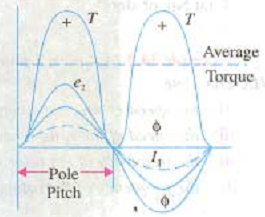 + T
+ T
Average
Torque
e₂
ϕ
I₁
Pole
Pitch
ϕ